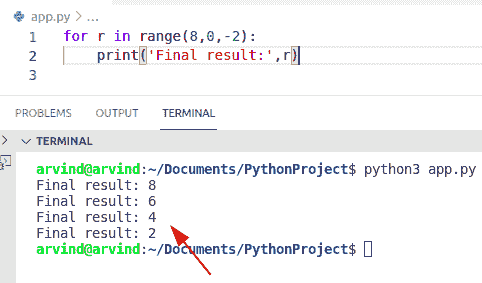 app.py > ...
1 for r in range(8,0,-2):
2 print('Final result:',r)
3
PROBLEMS OUTPUT TERMINAL
TERMINAL
arvind@arvind:~/Documents/PythonProject$ python3 app.py
Final result: 8
Final result: 6
Final result: 4
Final result: 2
arvind@arvind:~/Documents/PythonProject$